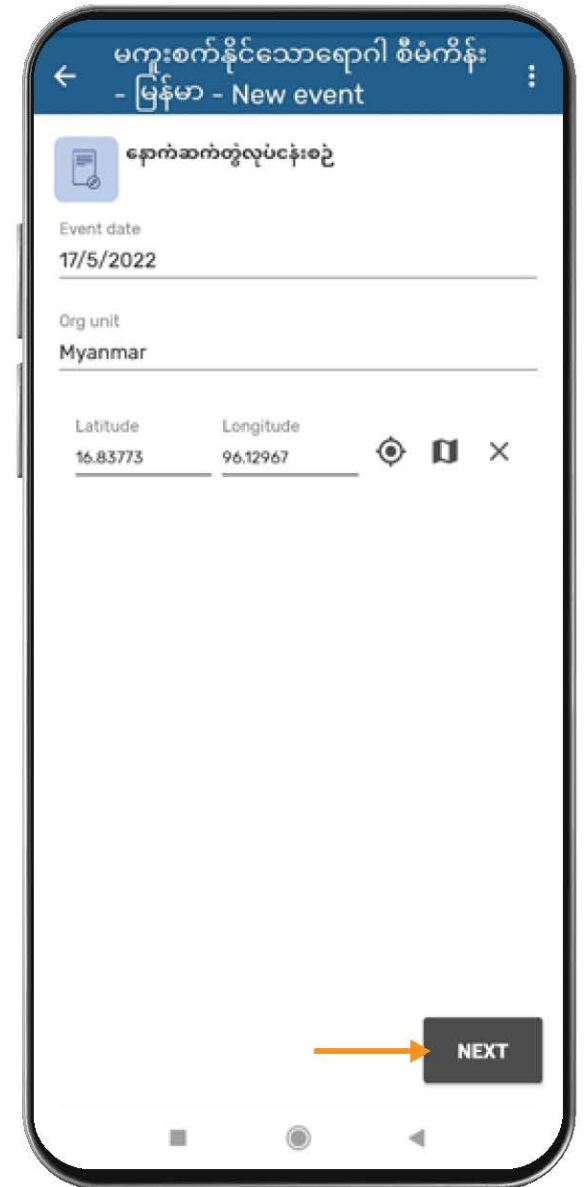 မကူးစက်နိုင်သောရောဂါ စီမံကိန်း
- မြန်မာ - New event
နောက်ဆက်တွဲလုပ်ငန်းစဉ်
Event date
17/5/2022
Org unit
Myanmar
Latitude
Longitude
16.83773
96.12967
NEXT